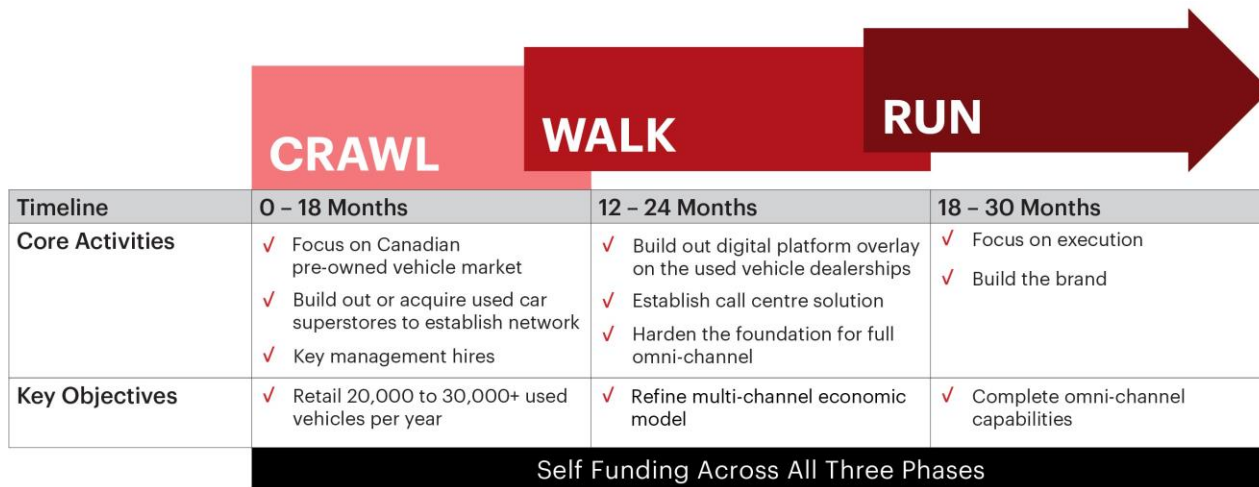 CRAWL
WALK
RUN
Timeline
0 – 18 Months
12 – 24 Months
18 – 30 Months
Core Activities
✓ Focus on Canadian
pre-owned vehicle market
✓ Build out or acquire used car
superstores to establish network
✓ Key management hires
✓ Build out digital platform overlay
on the used vehicle dealerships
✓ Establish call centre solution
✓ Harden the foundation for full
omni-channel
✓ Focus on execution
✓ Build the brand
Key Objectives
✓ Retail 20,000 to 30,000+ used
vehicles per year
✓ Refine multi-channel economic
model
✓ Complete omni-channel
capabilities
Self Funding Across All Three Phases